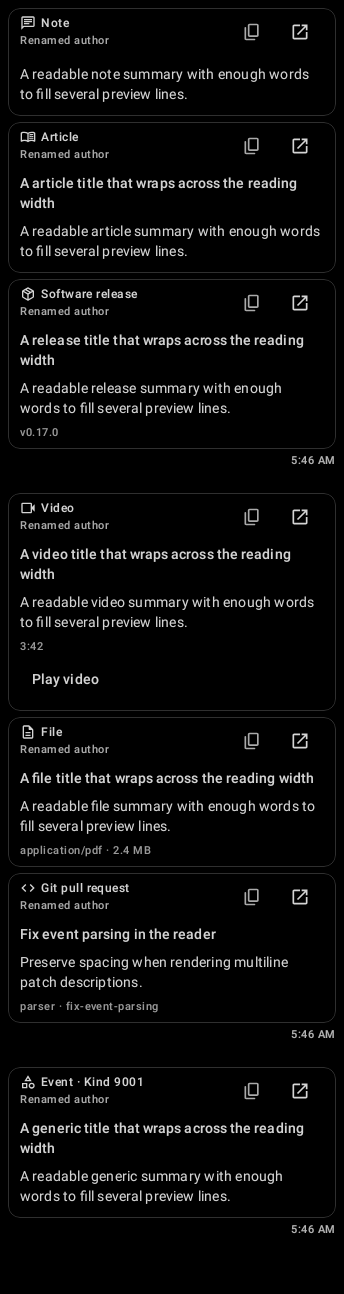 Note
Renamed author
A readable note summary with enough words
to fill several preview lines.
Article
Renamed author
A article title that wraps across the reading
width
A readable article summary with enough words
to fill several preview lines.
Software release
Renamed author
A release title that wraps across the reading
width
A readable release summary with enough
words to fill several preview lines.
v0.17.0
5:46 AM
Video
Renamed author
A video title that wraps across the reading
width
A readable video summary with enough words
to fill several preview lines.
3:42
Play video
File
Renamed author
A file title that wraps across the reading width
A readable file summary with enough words to
fill several preview lines.
application/pdf · 2.4 MB
Git pull request
Renamed author
Fix event parsing in the reader
Preserve spacing when rendering multiline
patch descriptions.
parser · fix-event-parsing
5:46 AM
Event · Kind 9001
Renamed author
A generic title that wraps across the reading
width
A readable generic summary with enough
words to fill several preview lines.
5:46 AM